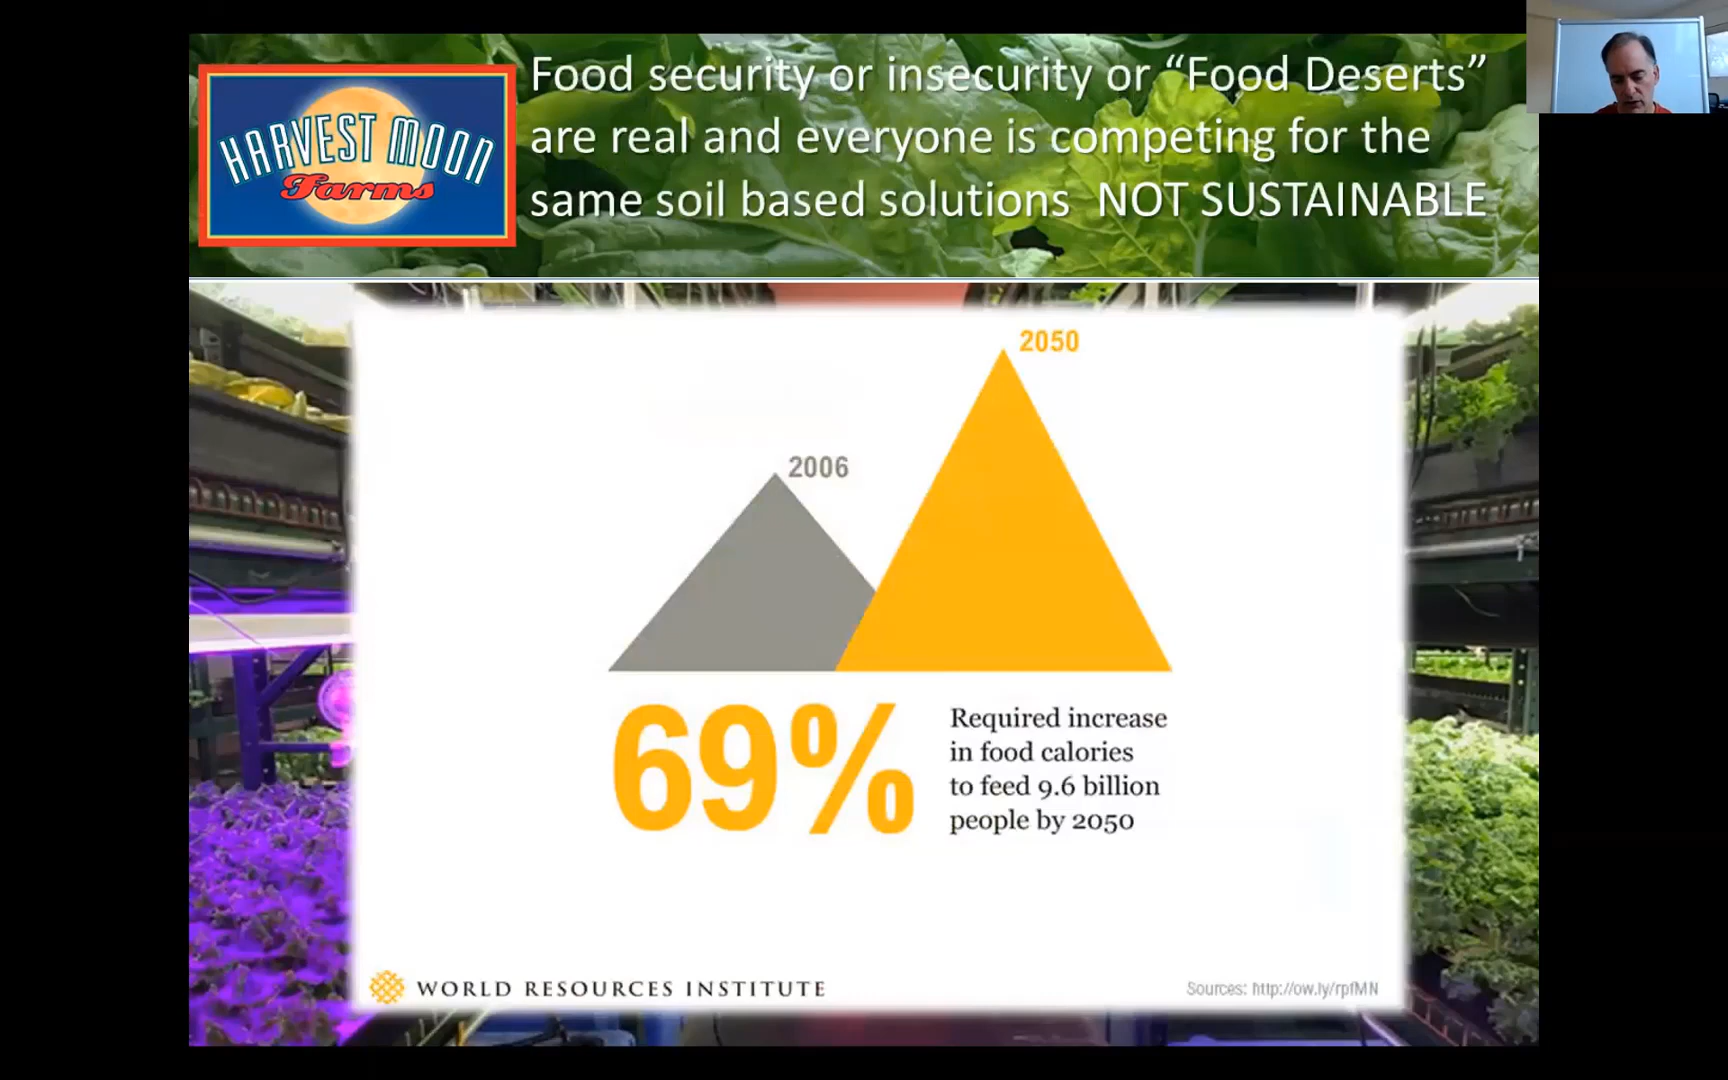 HARVEST MOON
Farms
Food security or insecurity or “Food Deserts”
are real and everyone is competing for the
same soil based solutions NOT SUSTAINABLE
2050
2006
69%
Required increase
in food calories
to feed 9.6 billion
people by 2050
WORLD RESOURCES INSTITUTE
Sources: http://ow.ly/rpfMN